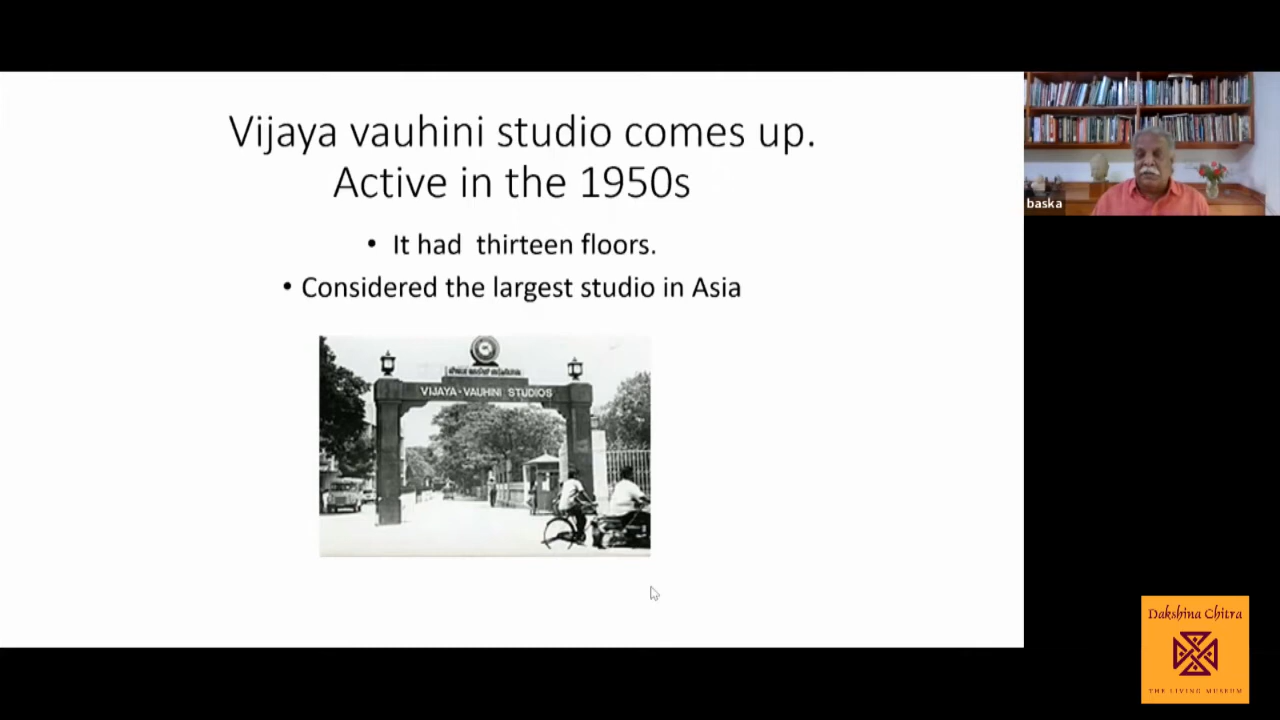 Vijaya vauhini studio comes up.
Active in the 1950s
• It had thirteen floors.
• Considered the largest studio in Asia
VIJAYA-VAUHINI STUDIOS
baska
Dakshina Chitra
THE LIVING MUSEUM